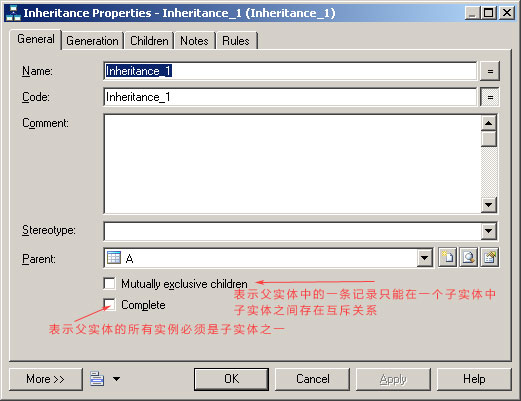 Inheritance Properties - Inheritance_1 (Inheritance_1)
General Generation Children Notes Rules
Name: Inheritance_1 =
Code: Inheritance_1 =
Comment:
Stereotype:
Parent: A
Mutually exclusive children
表示父实体中的一条记录只能在一个子实体中
子实体之间存在互斥关系
Complete
表示父实体的所有实例必须是子实体之一
More >> OK Cancel Apply Help